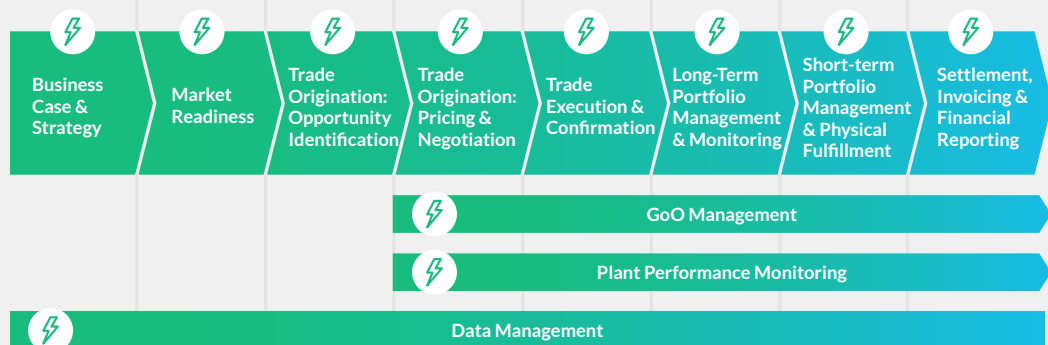 Business
Case &
Strategy
Market
Readiness
Trade
Origination:
Opportunity
Identification
Trade
Origination:
Pricing &
Negotiation
Trade
Execution &
Confirmation
Long-Term
Portfolio
Management
& Monitoring
Short-term
Portfolio
Management
& Physical
Fulfillment
Settlement,
Invoicing &
Financial
Reporting
GoO Management
Plant Performance Monitoring
Data Management